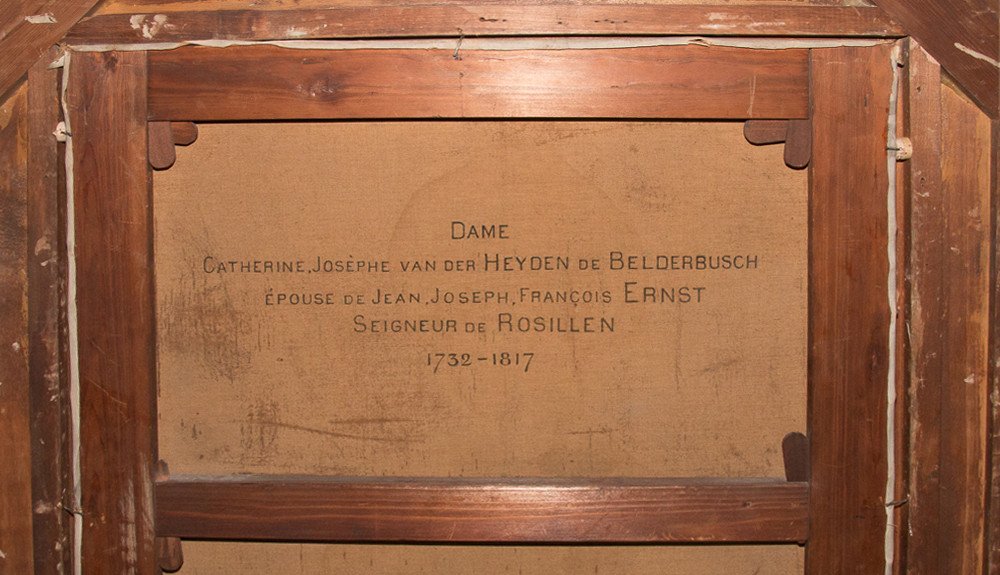 DAME
CATHERINE,JOSÈPHE VAN DER HEYDEN DE BELDERBUSCH
ÉPOUSE DE JEAN,JOSEPH,FRANÇOIS ERNST
SEIGNEUR DE ROSILLEN
1732-1817